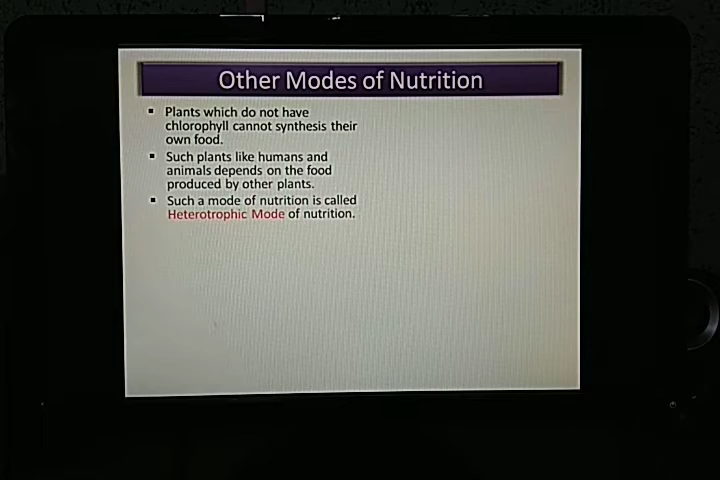 Other Modes of Nutrition
▪ Plants which do not have
chlorophyll cannot synthesis their
own food.
▪ Such plants like humans and
animals depends on the food
produced by other plants.
▪ Such a mode of nutrition is called
Heterotrophic Mode of nutrition.